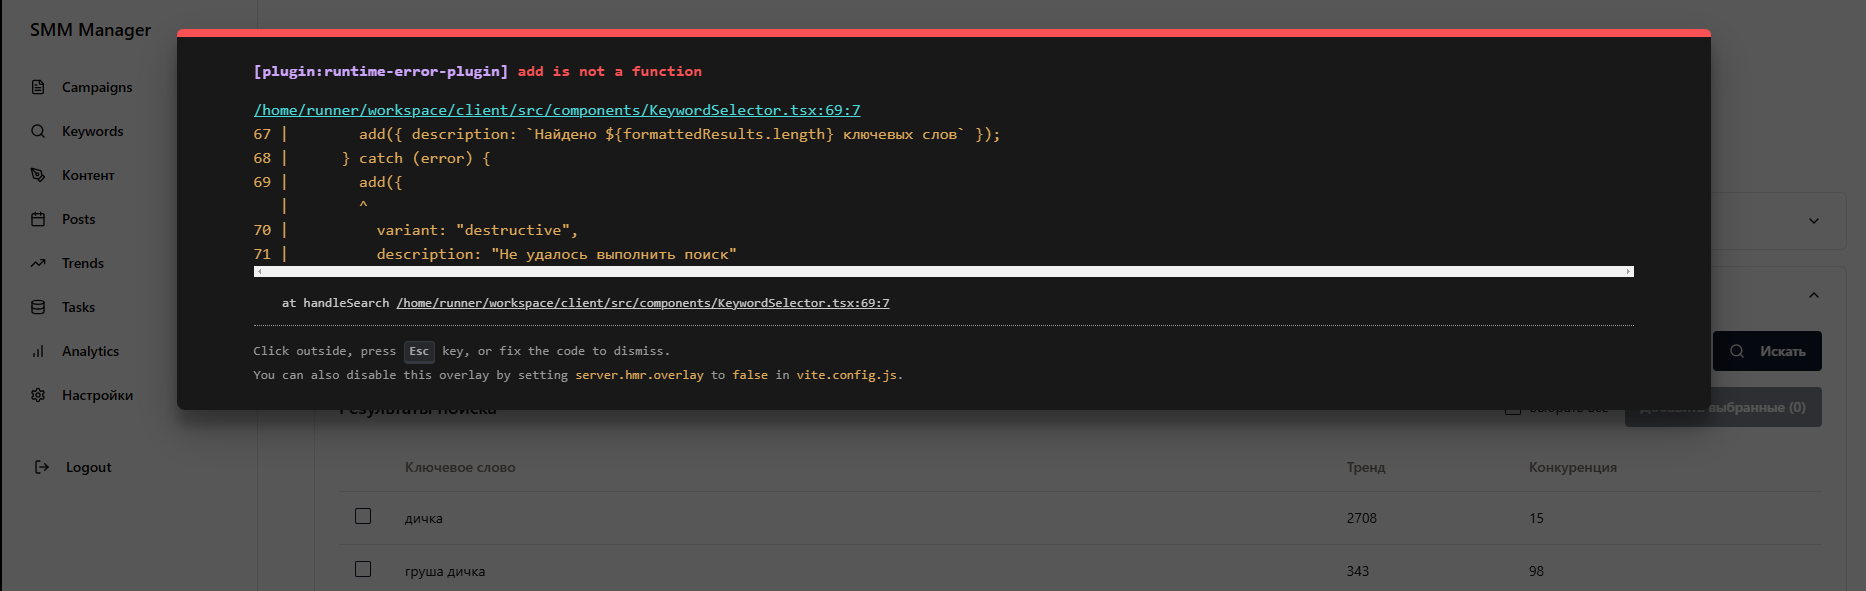 SMM Manager
Campaigns
Keywords
Контент
Posts
Trends
Tasks
Analytics
Настройки
Logout
[plugin:runtime-error-plugin] add is not a function
/home/runner/workspace/client/src/components/KeywordSelector.tsx:69:7
67 |        add({ description: `Найдено ${formattedResults.length} ключевых слов` });
68 |      } catch (error) {
69 |        add({
   |        ^
70 |          variant: "destructive",
71 |          description: "Не удалось выполнить поиск"
at handleSearch /home/runner/workspace/client/src/components/KeywordSelector.tsx:69:7
Click outside, press Esc key, or fix the code to dismiss.
You can also disable this overlay by setting server.hmr.overlay to false in vite.config.js.
Искать
Результаты поиска
Выбрать все
Добавить выбранные (0)
Ключевое слово Тренд Конкуренция
дичка 2708 15
груша дичка 343 98